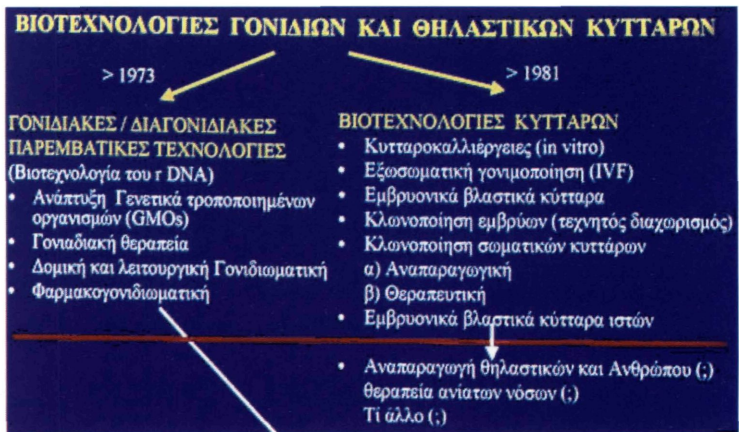 ΒΙΟΤΕΧΝΟΛΟΓΙΕΣ ΓΟΝΙΔΙΩΝ ΚΑΙ ΘΗΛΑΣΤΙΚΩΝ ΚΥΤΤΑΡΩΝ
> 1973
ΓΟΝΙΔΙΑΚΕΣ / ΔΙΑΓΟΝΙΔΙΑΚΕΣ
ΠΑΡΕΜΒΑΤΙΚΕΣ ΤΕΧΝΟΛΟΓΙΕΣ
(Βιοτεχνολογία του r DNA)
• Ανάπτυξη Γενετικά τροποποιημένων
οργανισμών (GMOs)
• Γονιαδιακή θεραπεία
• Δομική και λειτουργική Γονιδιωματική
• Φαρμακογονιδιωματική
> 1981
ΒΙΟΤΕΧΝΟΛΟΓΙΕΣ ΚΥΤΤΑΡΩΝ
• Κυτταροκαλλιέργειες (in vitro)
• Εξωσωματική γονιμοποίηση (IVF)
• Εμβρυονικά βλαστικά κύτταρα
• Κλωνοποίηση εμβρύων (τεχνητός διαχωρισμός)
• Κλωνοποίηση σωματικών κυττάρων
α) Αναπαραγωγική
β) Θεραπευτική
• Εμβρυονικά βλαστικά κύτταρα ιστών
• Αναπαραγωγή θηλαστικών και Ανθρώπου (;)
θεραπεία ανίατων νόσων (;)
Τί άλλο (;)